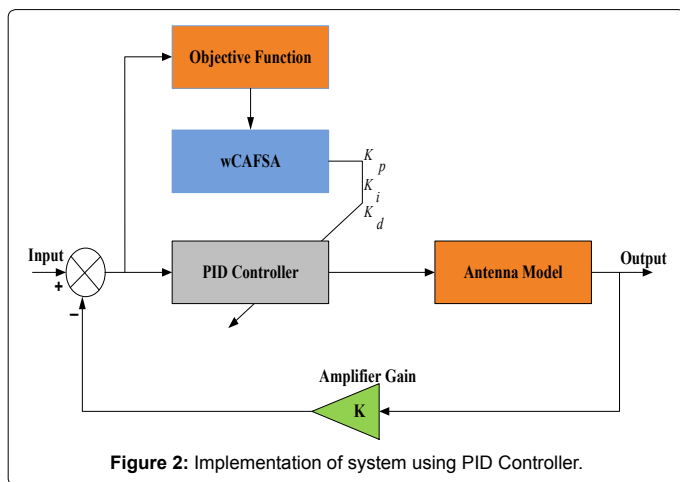 Objective Function
wCAFSA
K p
K i
K d
Input
+
−
PID Controller
Antenna Model
Output
Amplifier Gain
K
Figure 2: Implementation of system using PID Controller.